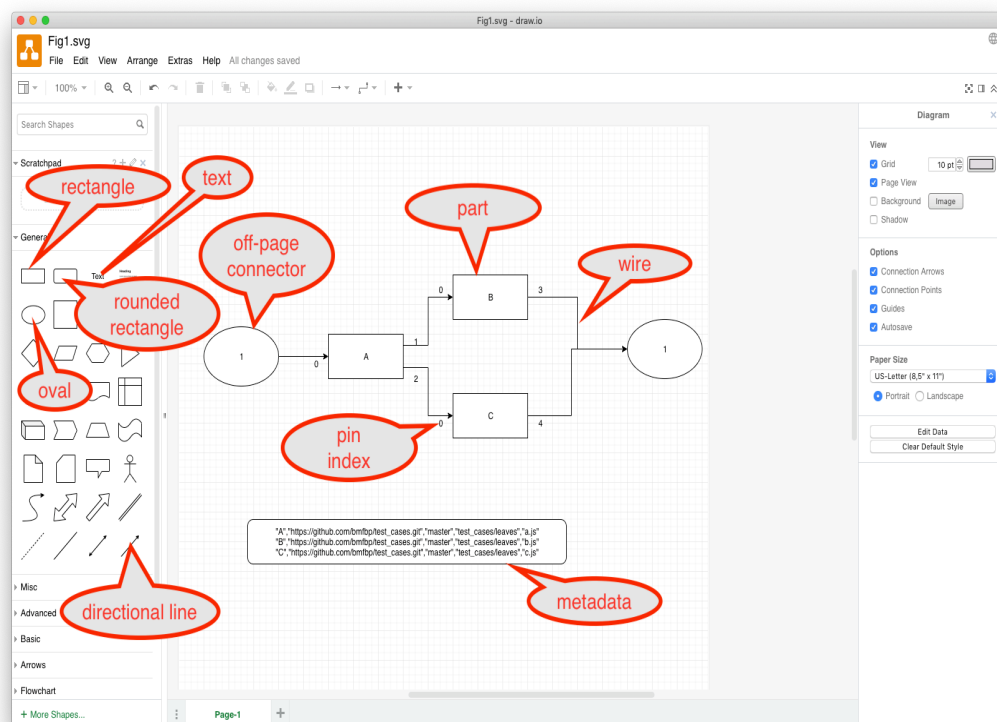 Fig1.svg - draw.io
Fig1.svg
File Edit View Arrange Extras Help All changes saved
100%
Search Shapes
Scratchpad
rectangle
text
General
Text
Heading
off-page
connector
rounded
rectangle
oval
directional line
Misc
Advanced
Basic
Arrows
Flowchart
+ More Shapes...
part
wire
0
B
3
1
0
A
1
2
1
0
C
4
pin
index
"A","https://github.com/bmfbp/test_cases.git","master","test_cases/leaves","a.js"
"B","https://github.com/bmfbp/test_cases.git","master","test_cases/leaves","b.js"
"C","https://github.com/bmfbp/test_cases.git","master","test_cases/leaves","c.js"
metadata
Page-1
Diagram
View
Grid 10 pt
Page View
Background Image
Shadow
Options
Connection Arrows
Connection Points
Guides
Autosave
Paper Size
US-Letter (8,5" x 11")
Portrait Landscape
Edit Data
Clear Default Style